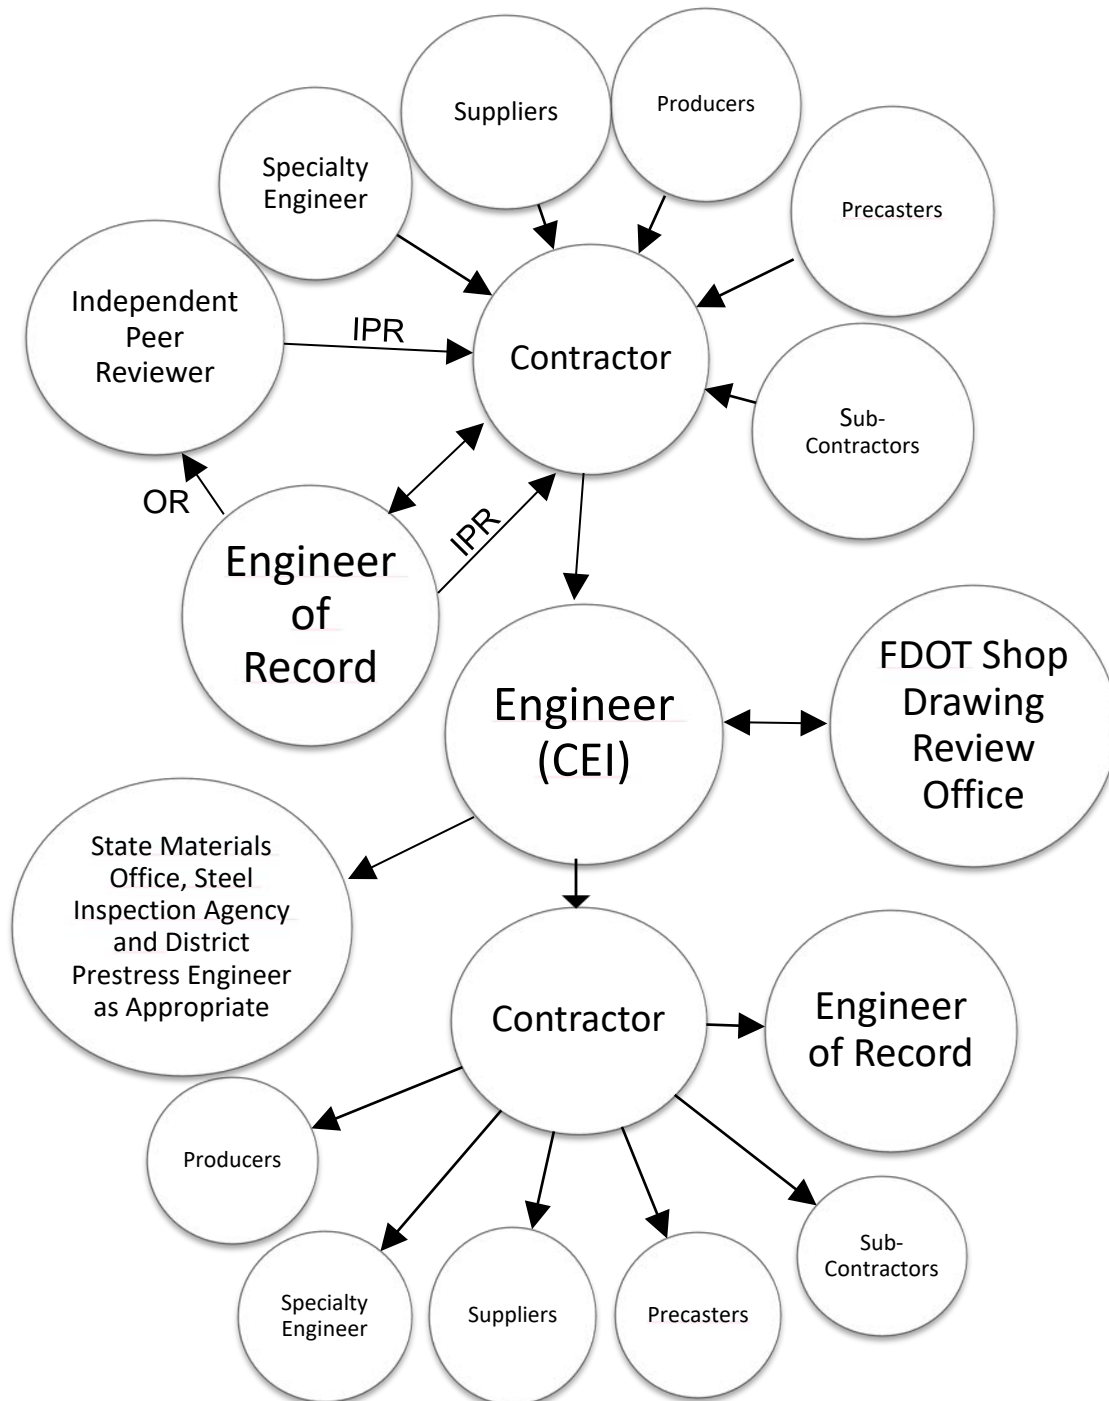 Suppliers
Producers
Specialty
Engineer
Precasters
Independent
Peer
Reviewer
IPR
Contractor
Sub-
Contractors
OR
IPR
Engineer
of
Record
Engineer
(CEI)
FDOT Shop
Drawing
Review
Office
State Materials
Office, Steel
Inspection Agency
and District
Prestress Engineer
as Appropriate
Contractor
Engineer
of Record
Producers
Sub-
Contractors
Specialty
Engineer
Suppliers
Precasters